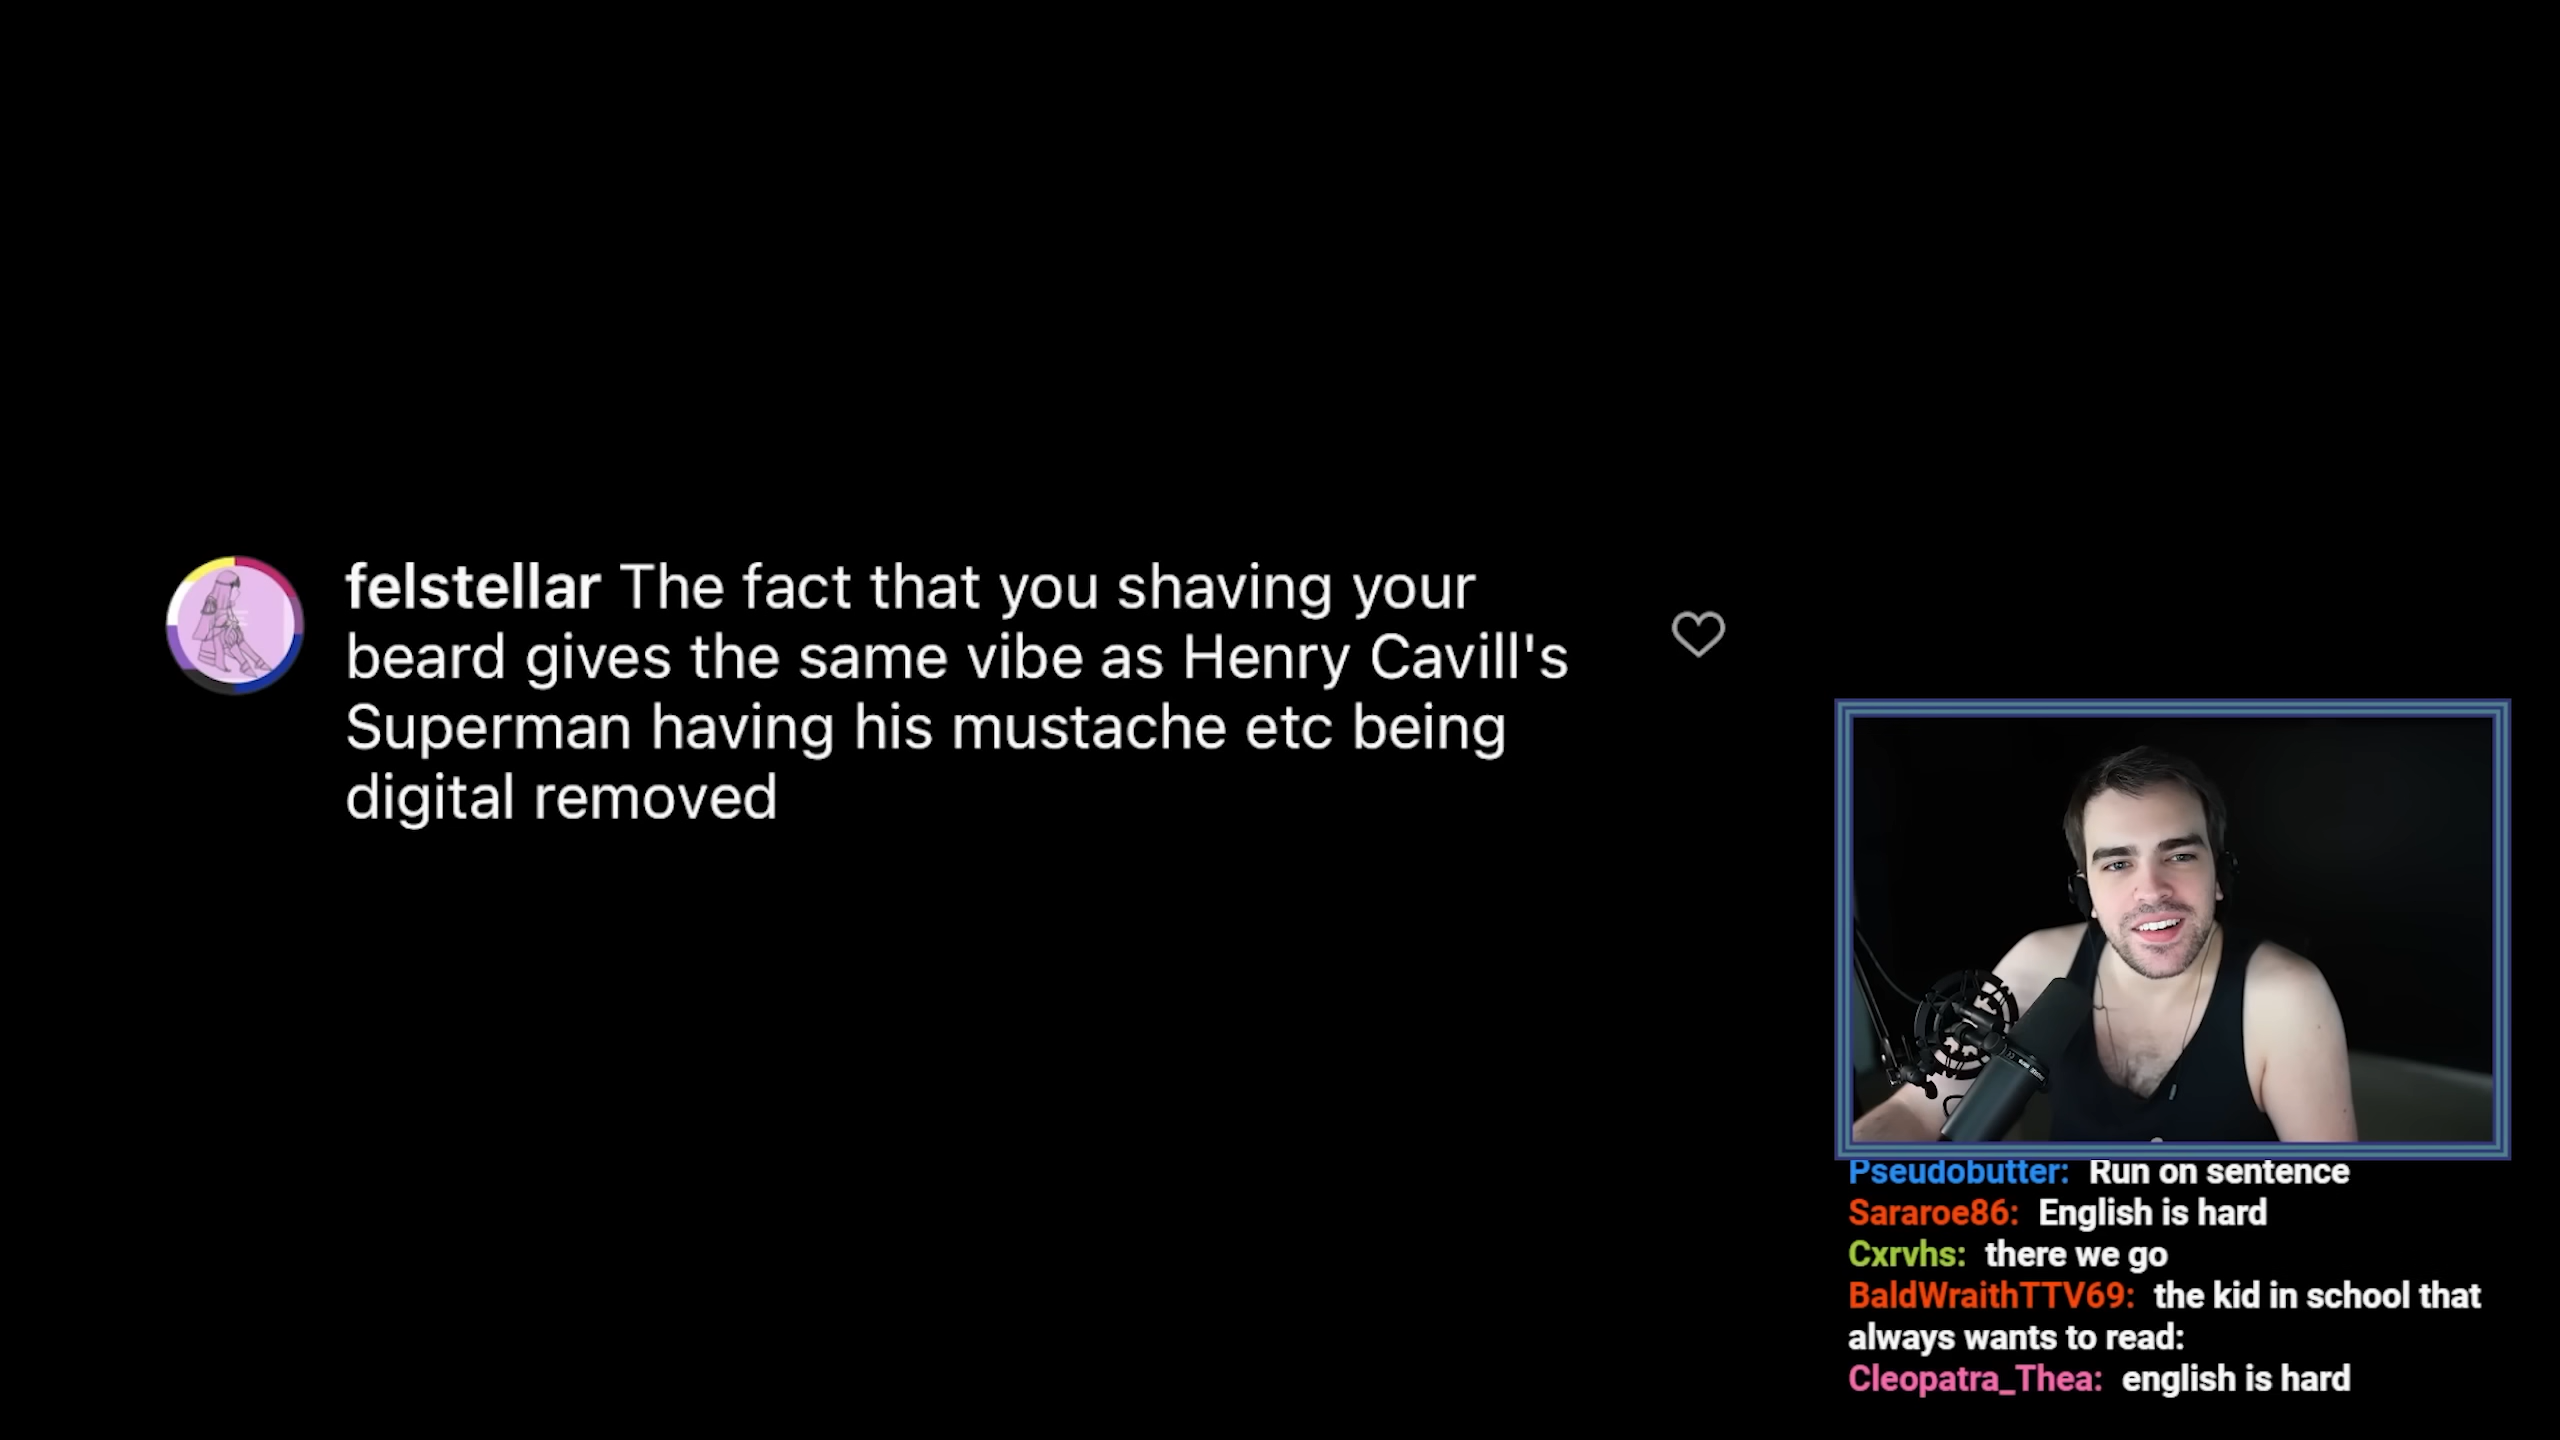 felstellar The fact that you shaving your
beard gives the same vibe as Henry Cavill's
Superman having his mustache etc being
digital removed
Pseudobutter: Run on sentence
Sararoe86: English is hard
Cxrvhs: there we go
BaldWraithTTV69: the kid in school that
always wants to read:
Cleopatra_Thea: english is hard